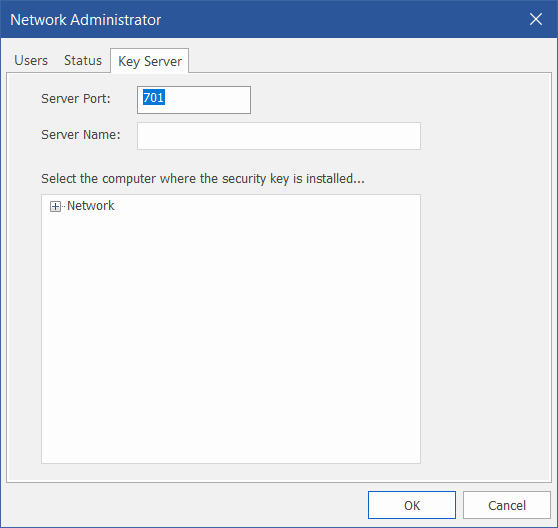 Network Administrator
Users Status Key Server
Server Port: 701
Server Name:
Select the computer where the security key is installed...
Network
OK Cancel